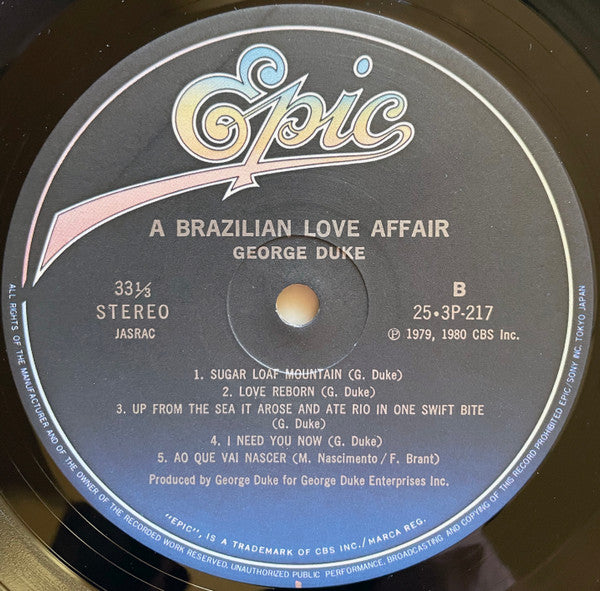 Epic
A BRAZILIAN LOVE AFFAIR
GEORGE DUKE
33⅓
STEREO
JASRAC
B
25・3P-217
℗ 1979, 1980 CBS Inc.
1. SUGAR LOAF MOUNTAIN (G. Duke)
2. LOVE REBORN (G. Duke)
3. UP FROM THE SEA IT AROSE AND ATE RIO IN ONE SWIFT BITE
(G. Duke)
4. I NEED YOU NOW (G. Duke)
5. AO QUE VAI NASCER (M. Nascimento/F. Brant)
Produced by George Duke for George Duke Enterprises Inc.
"EPIC", IS A TRADEMARK OF CBS INC./MARCA REG.
ALL RIGHTS OF THE MANUFACTURER AND OF THE OWNER OF THE RECORDED WORK RESERVED, UNAUTHORIZED PUBLIC PERFORMANCE, BROADCASTING AND COPYING OF THIS RECORD PROHIBITED EPIC/SONY INC. TOKYO JAPAN